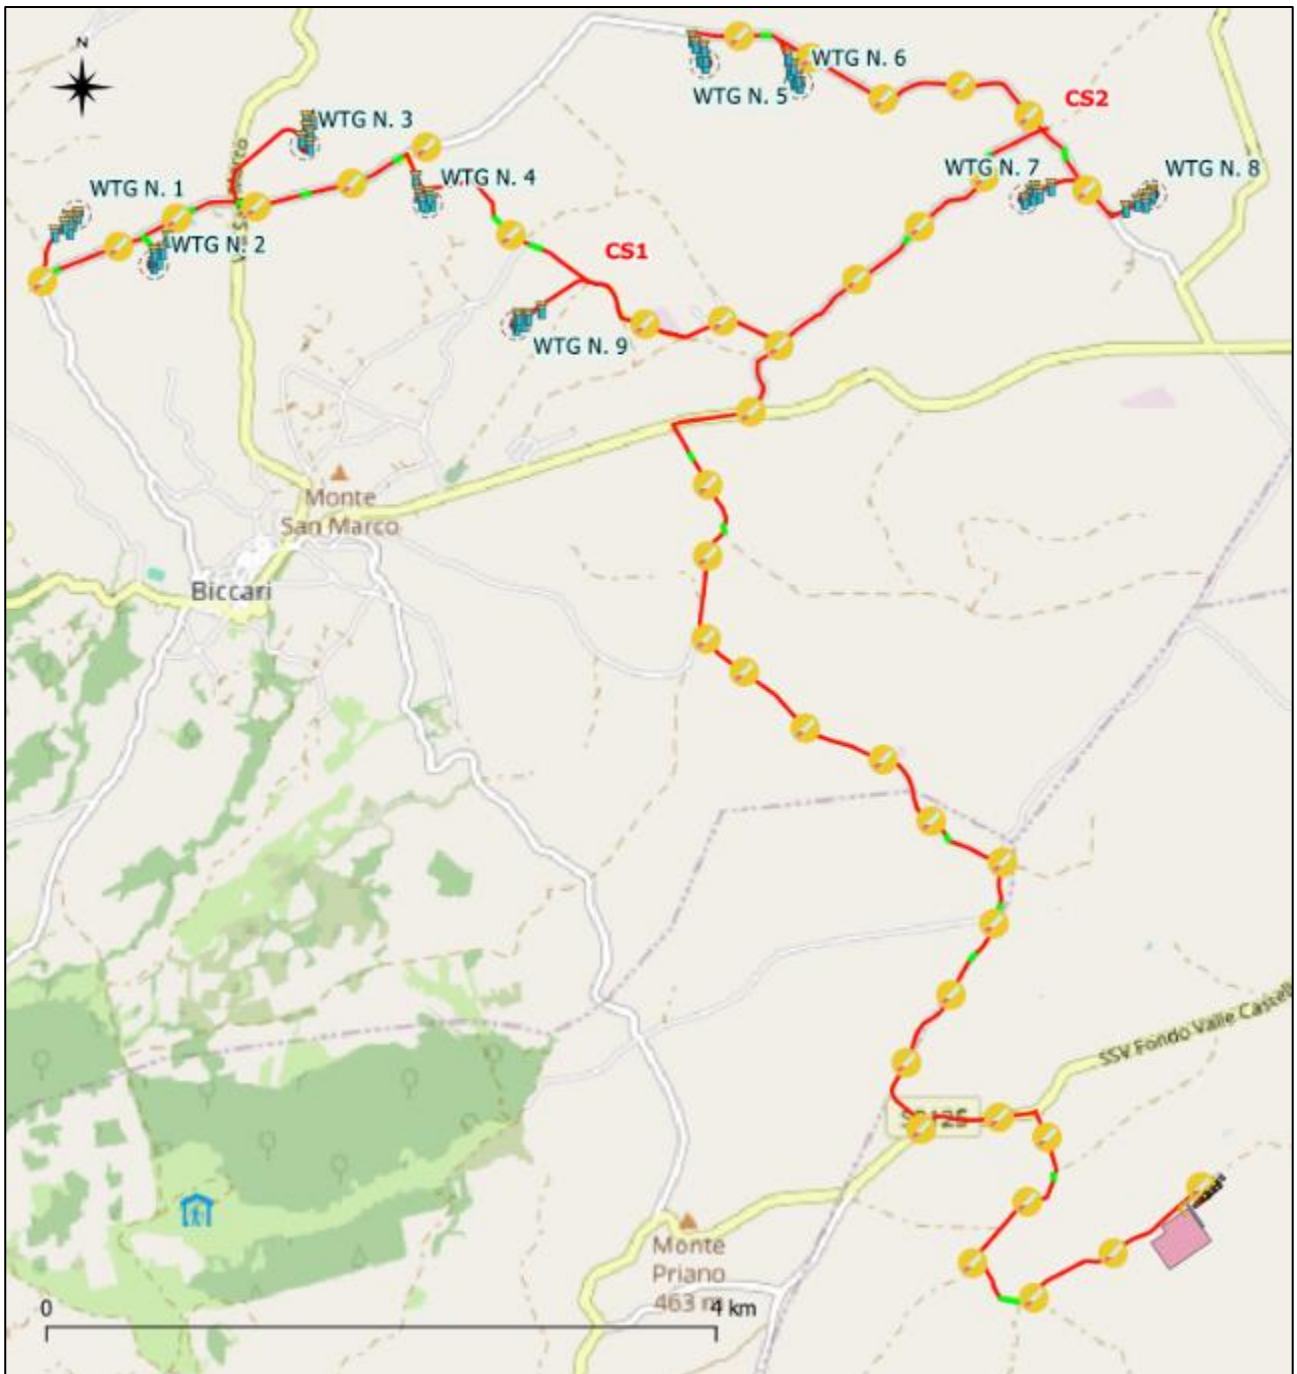 N
WTG N. 6
WTG N. 5
CS2
WTG N. 3
WTG N. 7
WTG N. 8
WTG N. 4
WTG N. 1
WTG N. 2
CS1
WTG N. 9
Monte
San Marco
Biccari
SSV Fondo Valle Castell
Monte
Priano
463 m
0
4 km